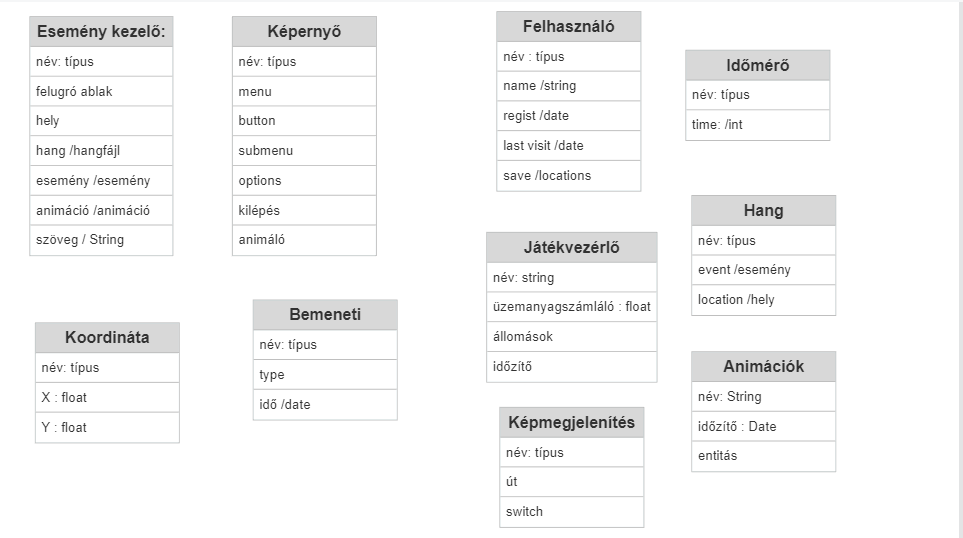 Esemény kezelő:
név: típus
felugró ablak
hely
hang /hangfájl
esemény /esemény
animáció /animáció
szöveg / String
Képernyő
név: típus
menu
button
submenu
options
kilépés
animáló
Felhasználó
név : típus
name /string
regist /date
last visit /date
save /locations
Időmérő
név: típus
time: /int
Hang
név: típus
event /esemény
location /hely
Játékvezérlő
név: string
üzemanyagszámláló : float
állomások
időzítő
Koordináta
név: típus
X : float
Y : float
Bemeneti
név: típus
type
idő /date
Képmegjelenítés
név: típus
út
switch
Animációk
név: String
időzítő : Date
entitás